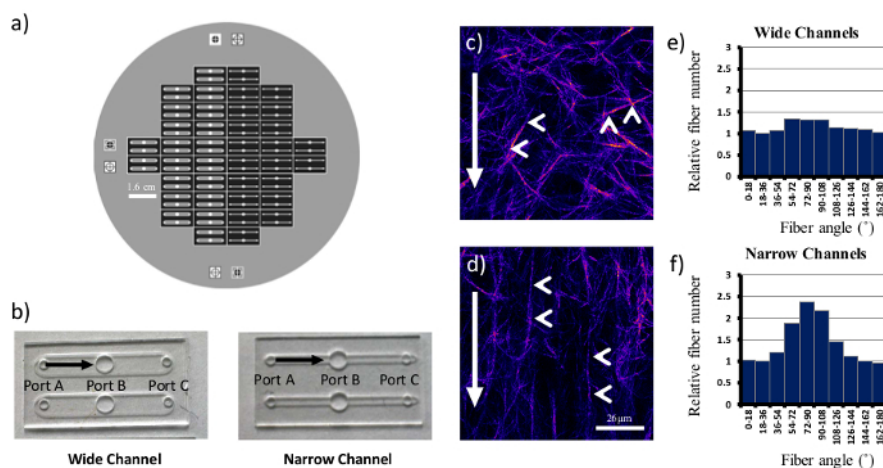 a)
1.6 cm
b)
Port A Port B Port C
Wide Channel
Port A Port B Port C
Narrow Channel
c)
d)
26μm
e)
Wide Channels
Relative fiber number
3
2.5
2
1.5
1
0.5
0
0-18
18-36
36-54
54-72
72-90
90-108
108-126
126-144
144-162
162-180
Fiber angle (°)
f)
Narrow Channels
Relative fiber number
3
2.5
2
1.5
1
0.5
0
0-18
18-36
36-54
54-72
72-90
90-108
108-126
126-144
144-162
162-180
Fiber angle (°)